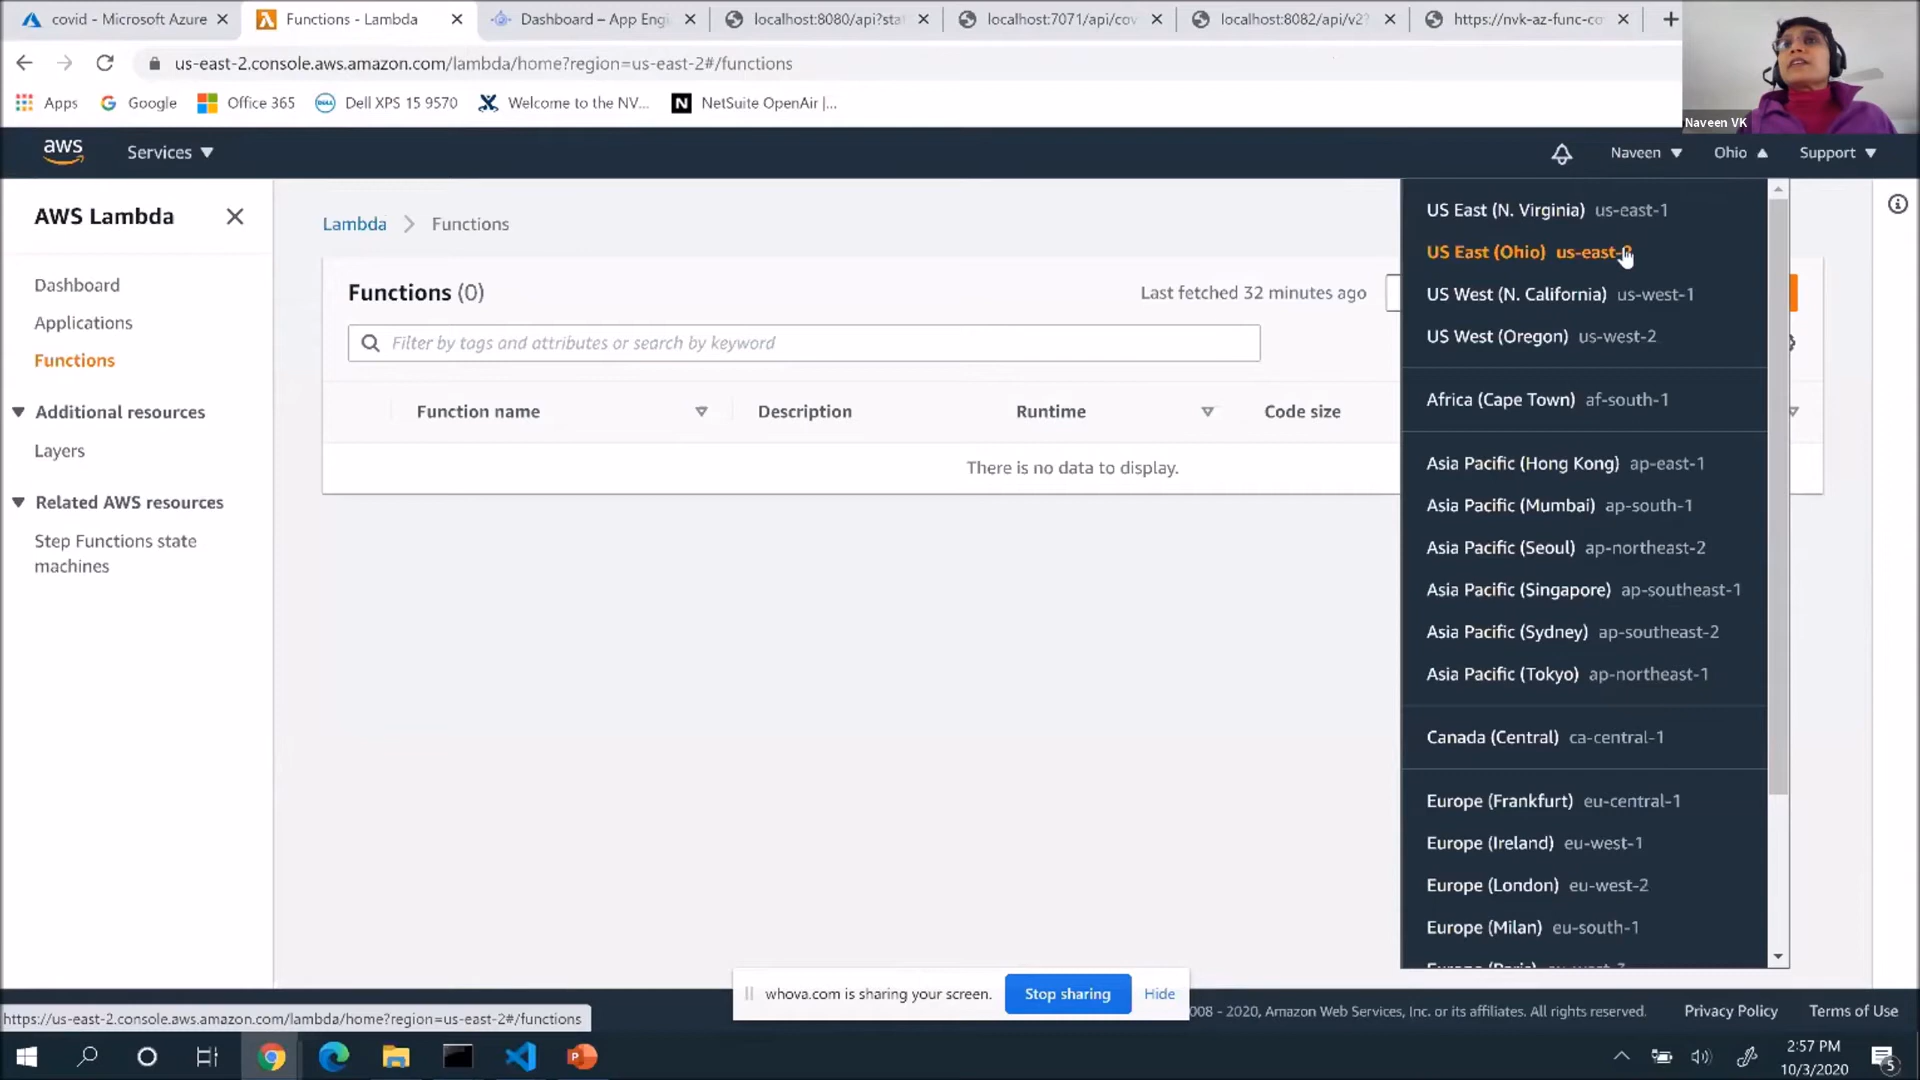 covid - Microsoft Azure
Functions - Lambda
Dashboard – App Engi
localhost:8080/api?sta
localhost:7071/api/cov
localhost:8082/api/v2?
https://nvk-az-func-co
us-east-2.console.aws.amazon.com/lambda/home?region=us-east-2#/functions
Apps
Google
Office 365
Dell XPS 15 9570
Welcome to the NV...
NetSuite OpenAir |...
Naveen VK
aws
Services
Naveen
Ohio
Support
AWS Lambda
Dashboard
Applications
Functions
Additional resources
Layers
Related AWS resources
Step Functions state
machines
Lambda
Functions
Functions (0)
Last fetched 32 minutes ago
Filter by tags and attributes or search by keyword
Function name
Description
Runtime
Code size
There is no data to display.
US East (N. Virginia) us-east-1
US East (Ohio) us-east-
US West (N. California) us-west-1
US West (Oregon) us-west-2
Africa (Cape Town) af-south-1
Asia Pacific (Hong Kong) ap-east-1
Asia Pacific (Mumbai) ap-south-1
Asia Pacific (Seoul) ap-northeast-2
Asia Pacific (Singapore) ap-southeast-1
Asia Pacific (Sydney) ap-southeast-2
Asia Pacific (Tokyo) ap-northeast-1
Canada (Central) ca-central-1
Europe (Frankfurt) eu-central-1
Europe (Ireland) eu-west-1
Europe (London) eu-west-2
Europe (Milan) eu-south-1
whova.com is sharing your screen.
Stop sharing
Hide
https://us-east-2.console.aws.amazon.com/lambda/home?region=us-east-2#/functions
008 - 2020, Amazon Web Services, Inc. or its affiliates. All rights reserved.
Privacy Policy
Terms of Use
2:57 PM
10/3/2020
5